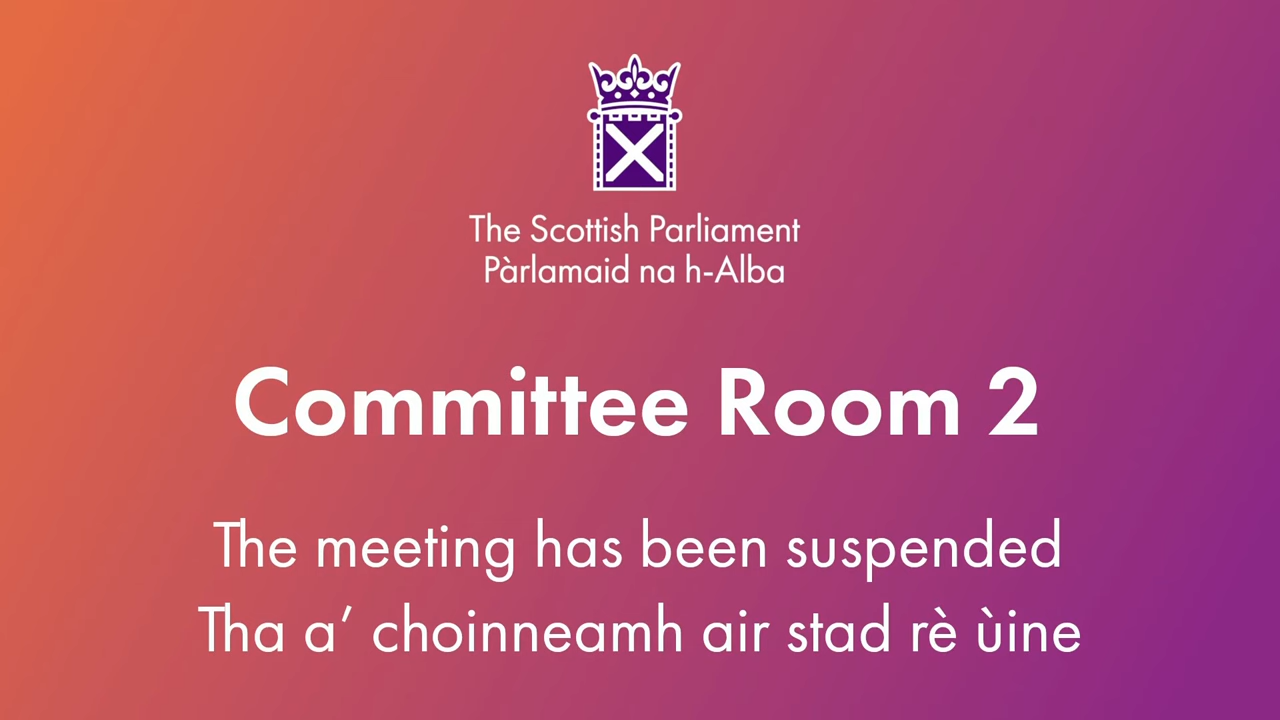 The Scottish Parliament
Pàrlamaid na h-Alba
Committee Room 2
The meeting has been suspended
Tha a’ choinneamh air stad rè ùine